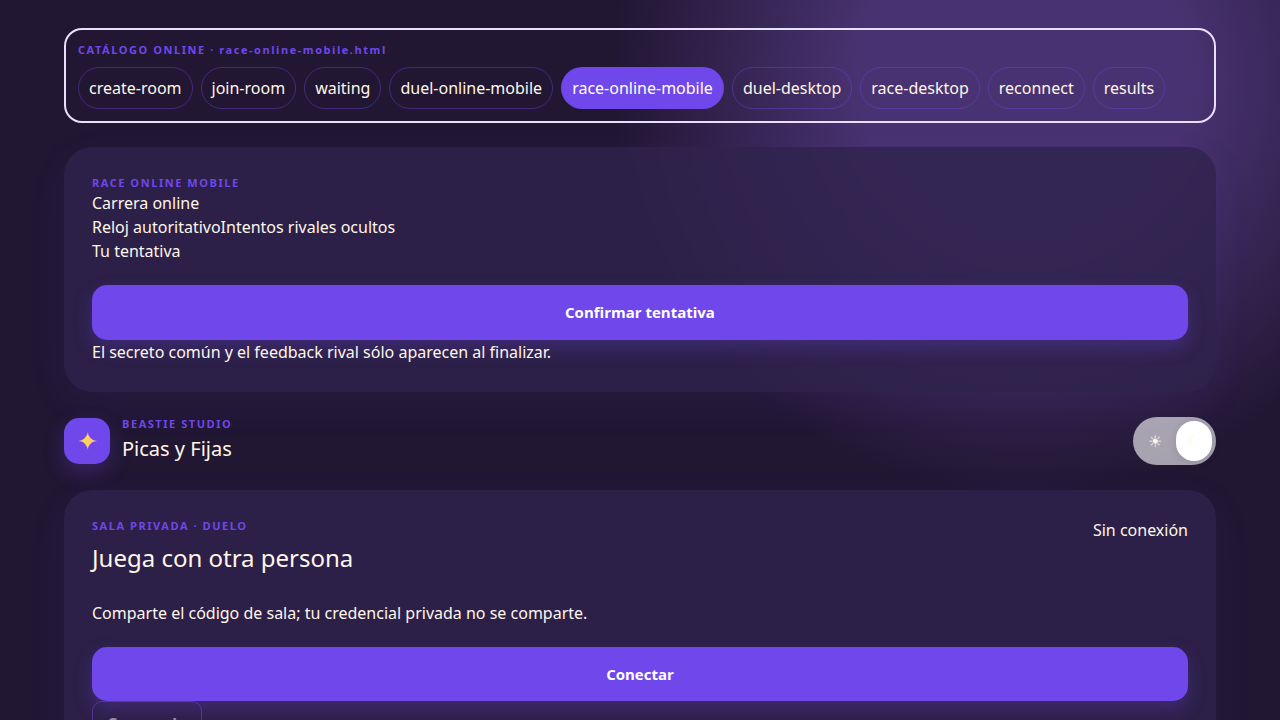 CATÁLOGO ONLINE · race-online-mobile.html
create-room join-room waiting duel-online-mobile race-online-mobile duel-desktop race-desktop reconnect results
RACE ONLINE MOBILE
Carrera online
Reloj autoritativoIntentos rivales ocultos
Tu tentativa
Confirmar tentativa
El secreto común y el feedback rival sólo aparecen al finalizar.
BEASTIE STUDIO
Picas y Fijas
SALA PRIVADA · DUELO
Sin conexión
Juega con otra persona
Comparte el código de sala; tu credencial privada no se comparte.
Conectar